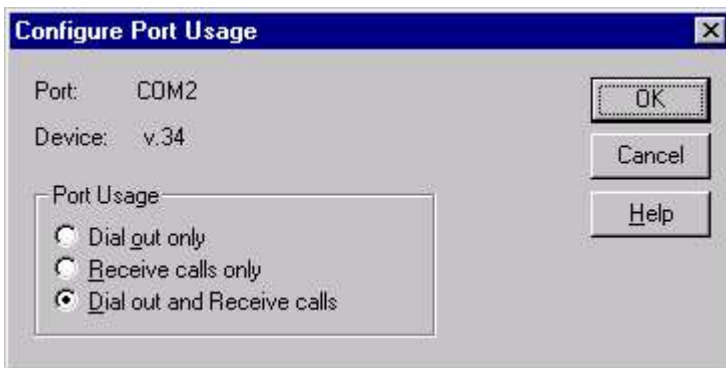 Configure Port Usage
Port: COM2
Device: v.34
Port Usage
Dial out only
Receive calls only
Dial out and Receive calls
OK
Cancel
Help